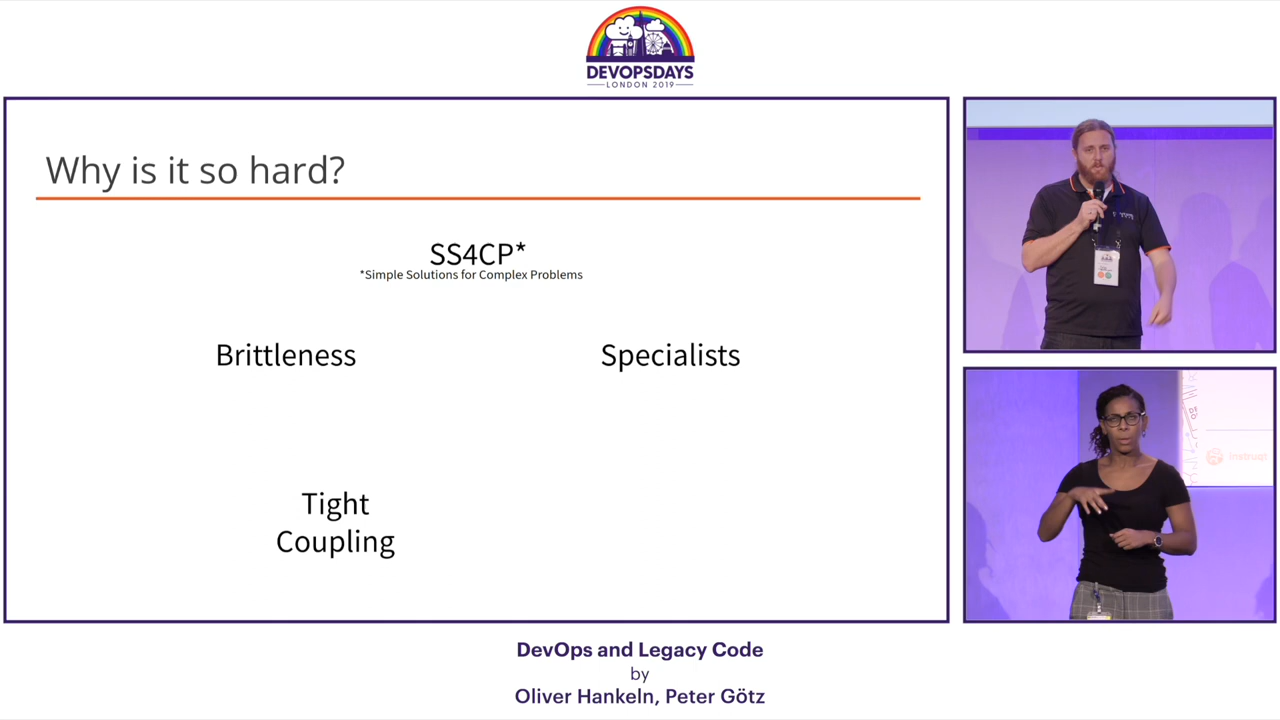 DEVOPSDAYS
LONDON 2019
Why is it so hard?
SS4CP*
*Simple Solutions for Complex Problems
Brittleness
Specialists
Tight
Coupling
instruqt
DevOps and Legacy Code
by
Oliver Hankeln, Peter Götz